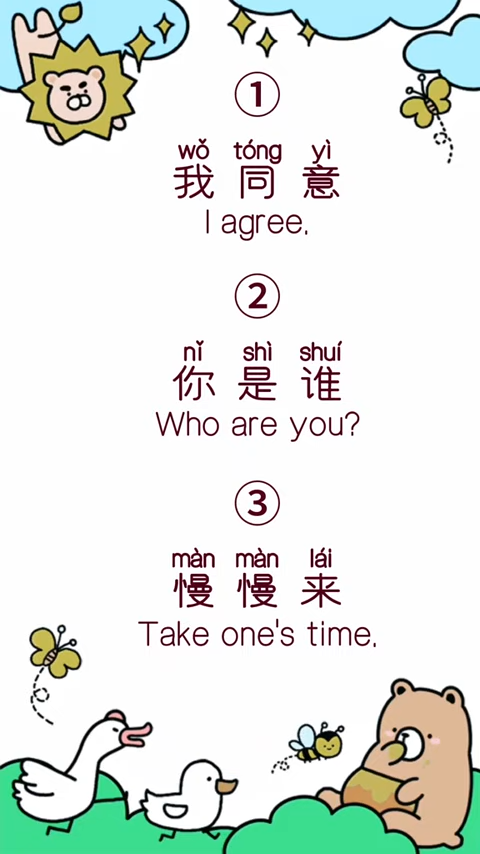 ①
wǒ tóng yì
我 同 意
I agree.
②
nǐ shì shuí
你 是 谁
Who are you?
③
màn màn lái
慢 慢 来
Take one's time.